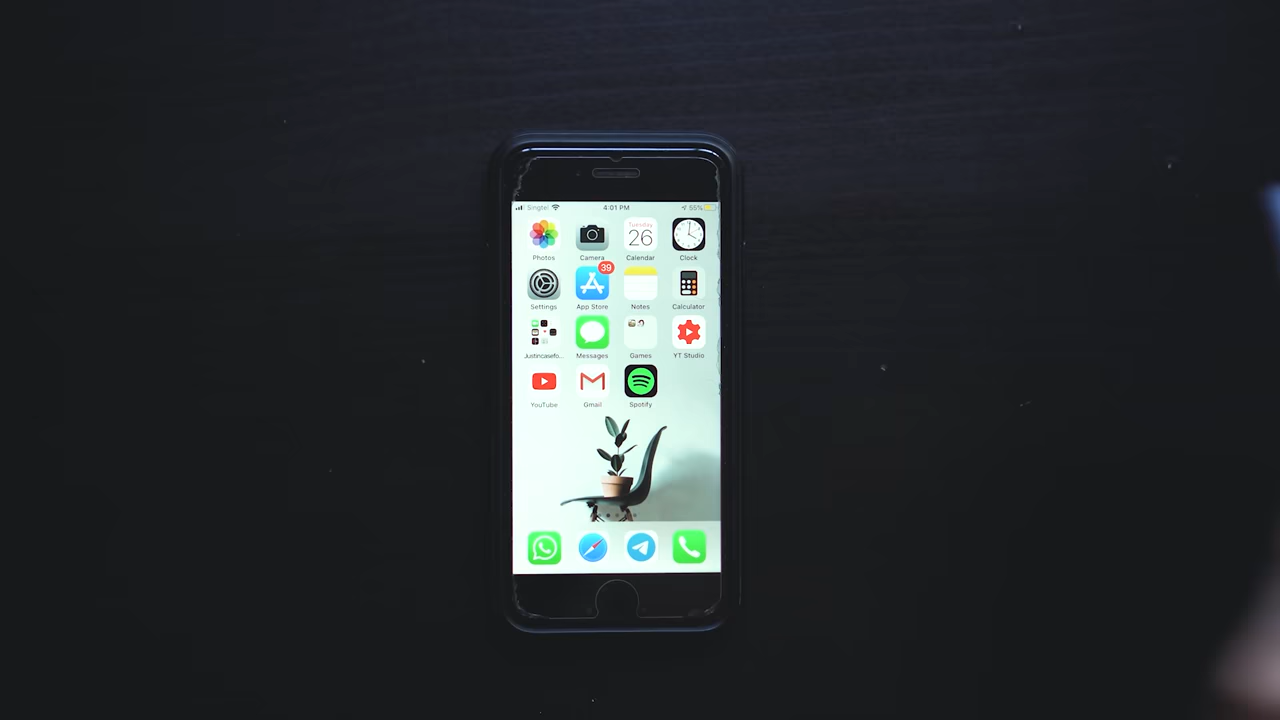 Singtel 4:01 PM 55%
Tuesday
26
Photos Camera Calendar Clock
39
Settings App Store Notes Calculator
Justincasefo... Messages Games YT Studio
YouTube Gmail Spotify